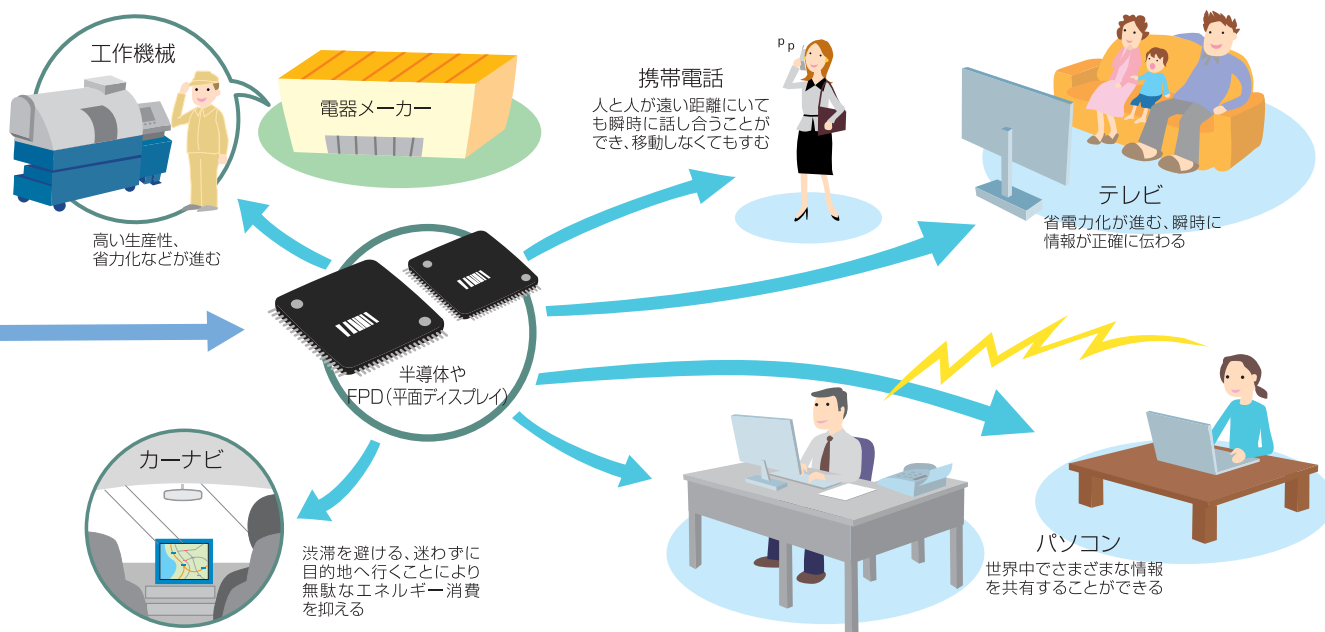 工作機械
電器メーカー
高い生産性、
省力化などが進む
携帯電話
人と人が遠い距離にいて
も瞬時に話し合うことが
でき、移動しなくてもすむ
p p
テレビ
省電力化が進む、瞬時に
情報が正確に伝わる
半導体や
FPD(平面ディスプレイ)
カーナビ
渋滞を避ける、迷わずに
目的地へ行くことにより
無駄なエネルギー消費
を抑える
パソコン
世界中でさまざまな情報
を共有することができる